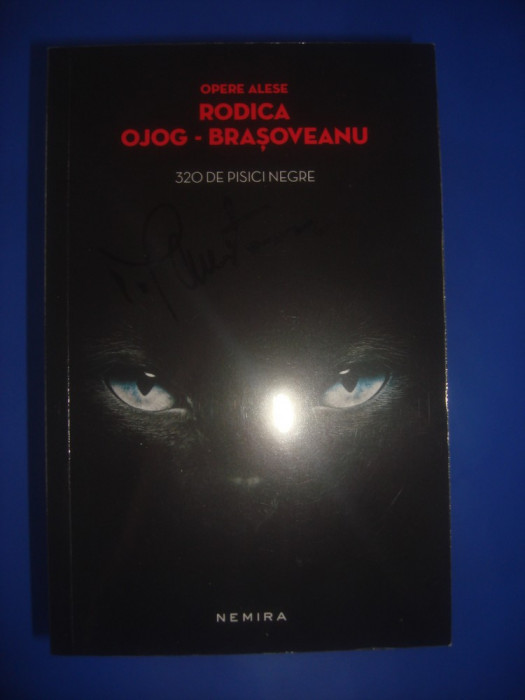 OPERE ALESE
RODICA
OJOG - BRAȘOVEANU
320 DE PISICI NEGRE
NEMIRA